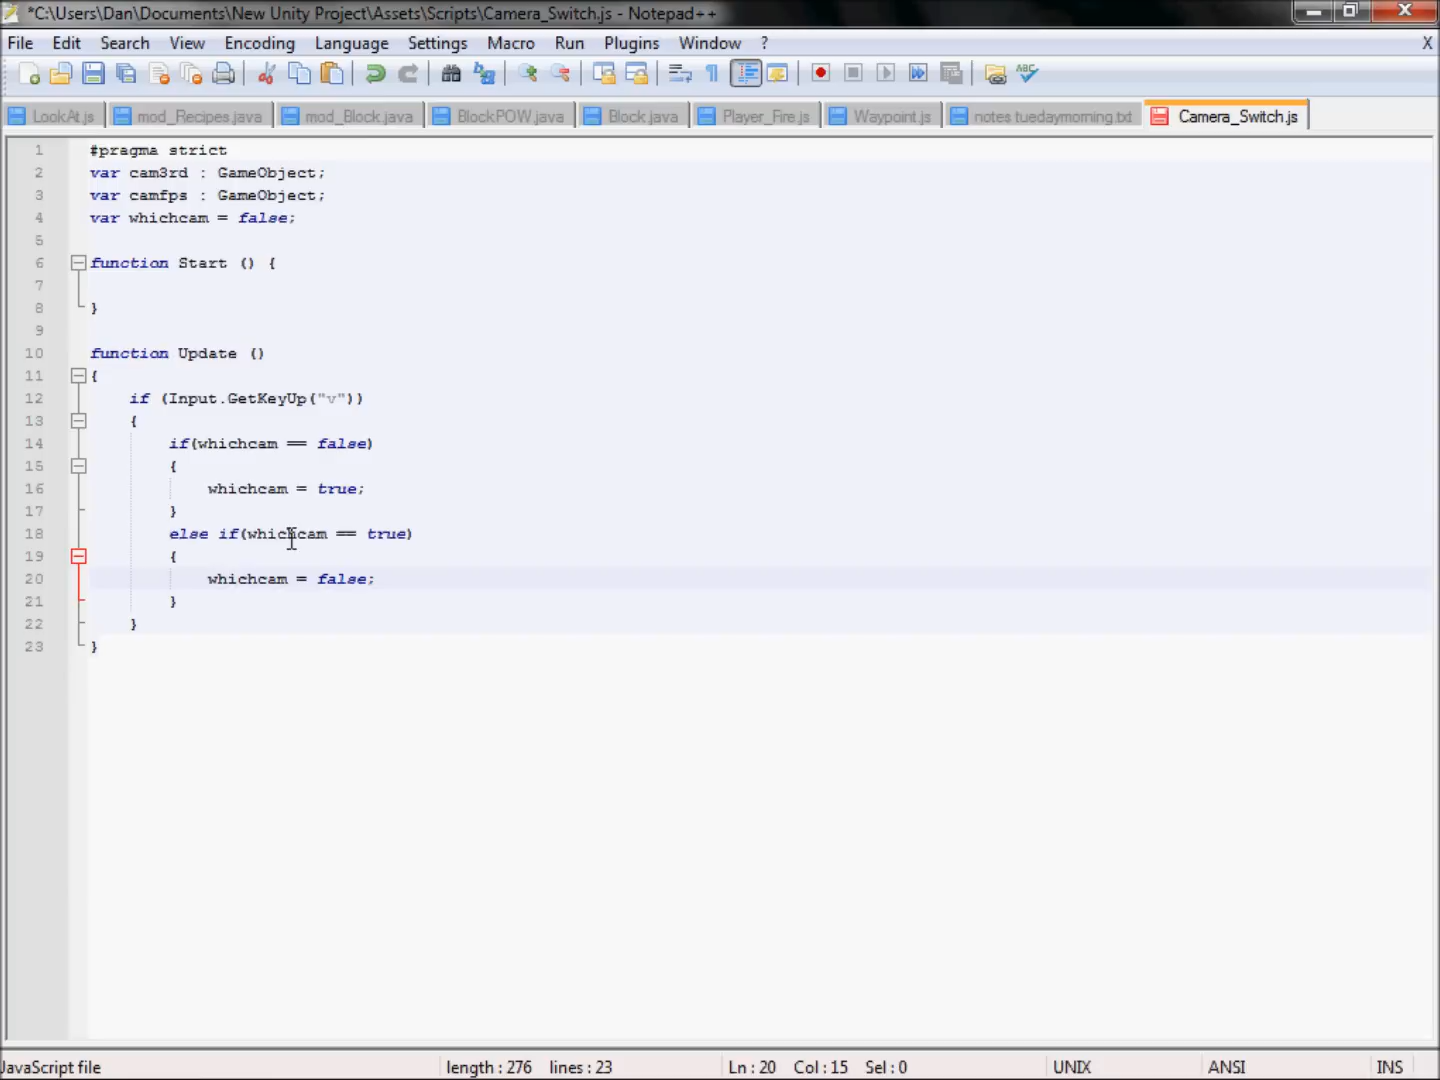 *C:\Users\Dan\Documents\New Unity Project\Assets\Scripts\Camera_Switch.js - Notepad++
File Edit Search View Encoding Language Settings Macro Run Plugins Window ? X
LookAt.js mod_Recipes.java mod_Block.java BlockPOW.java Block.java Player_Fire.js Waypoint.js notes tuedaymorning.txt Camera_Switch.js
1 #pragma strict
2 var cam3rd : GameObject;
3 var camfps : GameObject;
4 var whichcam = false;
5
6 function Start () {
7
8 }
9
10 function Update ()
11 {
12 if (Input.GetKeyUp("v"))
13 {
14 if(whichcam == false)
15 {
16 whichcam = true;
17 }
18 else if(whichcam == true)
19 {
20 whichcam = false;
21 }
22 }
23 }
JavaScript file length : 276 lines : 23 Ln : 20 Col : 15 Sel : 0 UNIX ANSI INS